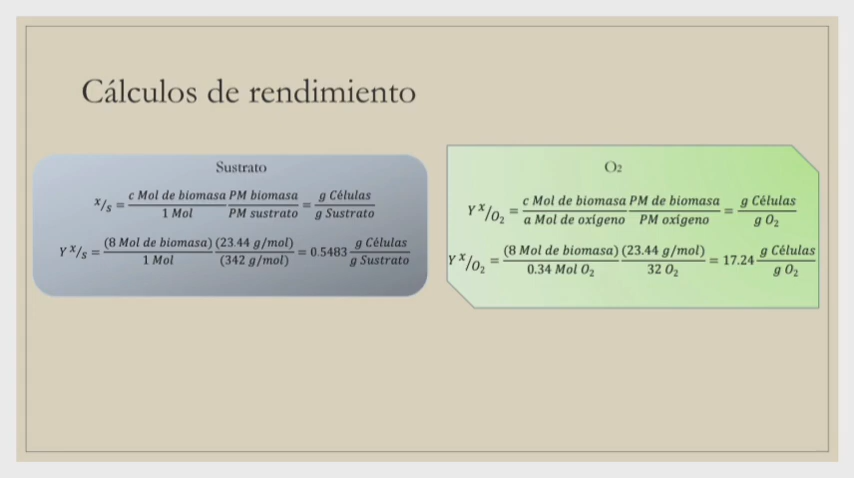 Cálculos de rendimiento
Sustrato
x/s = (c Mol de biomasa / 1 Mol) (PM biomasa / PM sustrato) = g Células / g Sustrato
Y x/s = ((8 Mol de biomasa) / 1 Mol) ((23.44 g/mol) / (342 g/mol)) = 0.5483 g Células / g Sustrato
O₂
Y x/O₂ = (c Mol de biomasa / a Mol de oxígeno) (PM de biomasa / PM oxígeno) = g Células / g O₂
Y x/O₂ = ((8 Mol de biomasa) / 0.34 Mol O₂) ((23.44 g/mol) / 32 O₂) = 17.24 g Células / g O₂